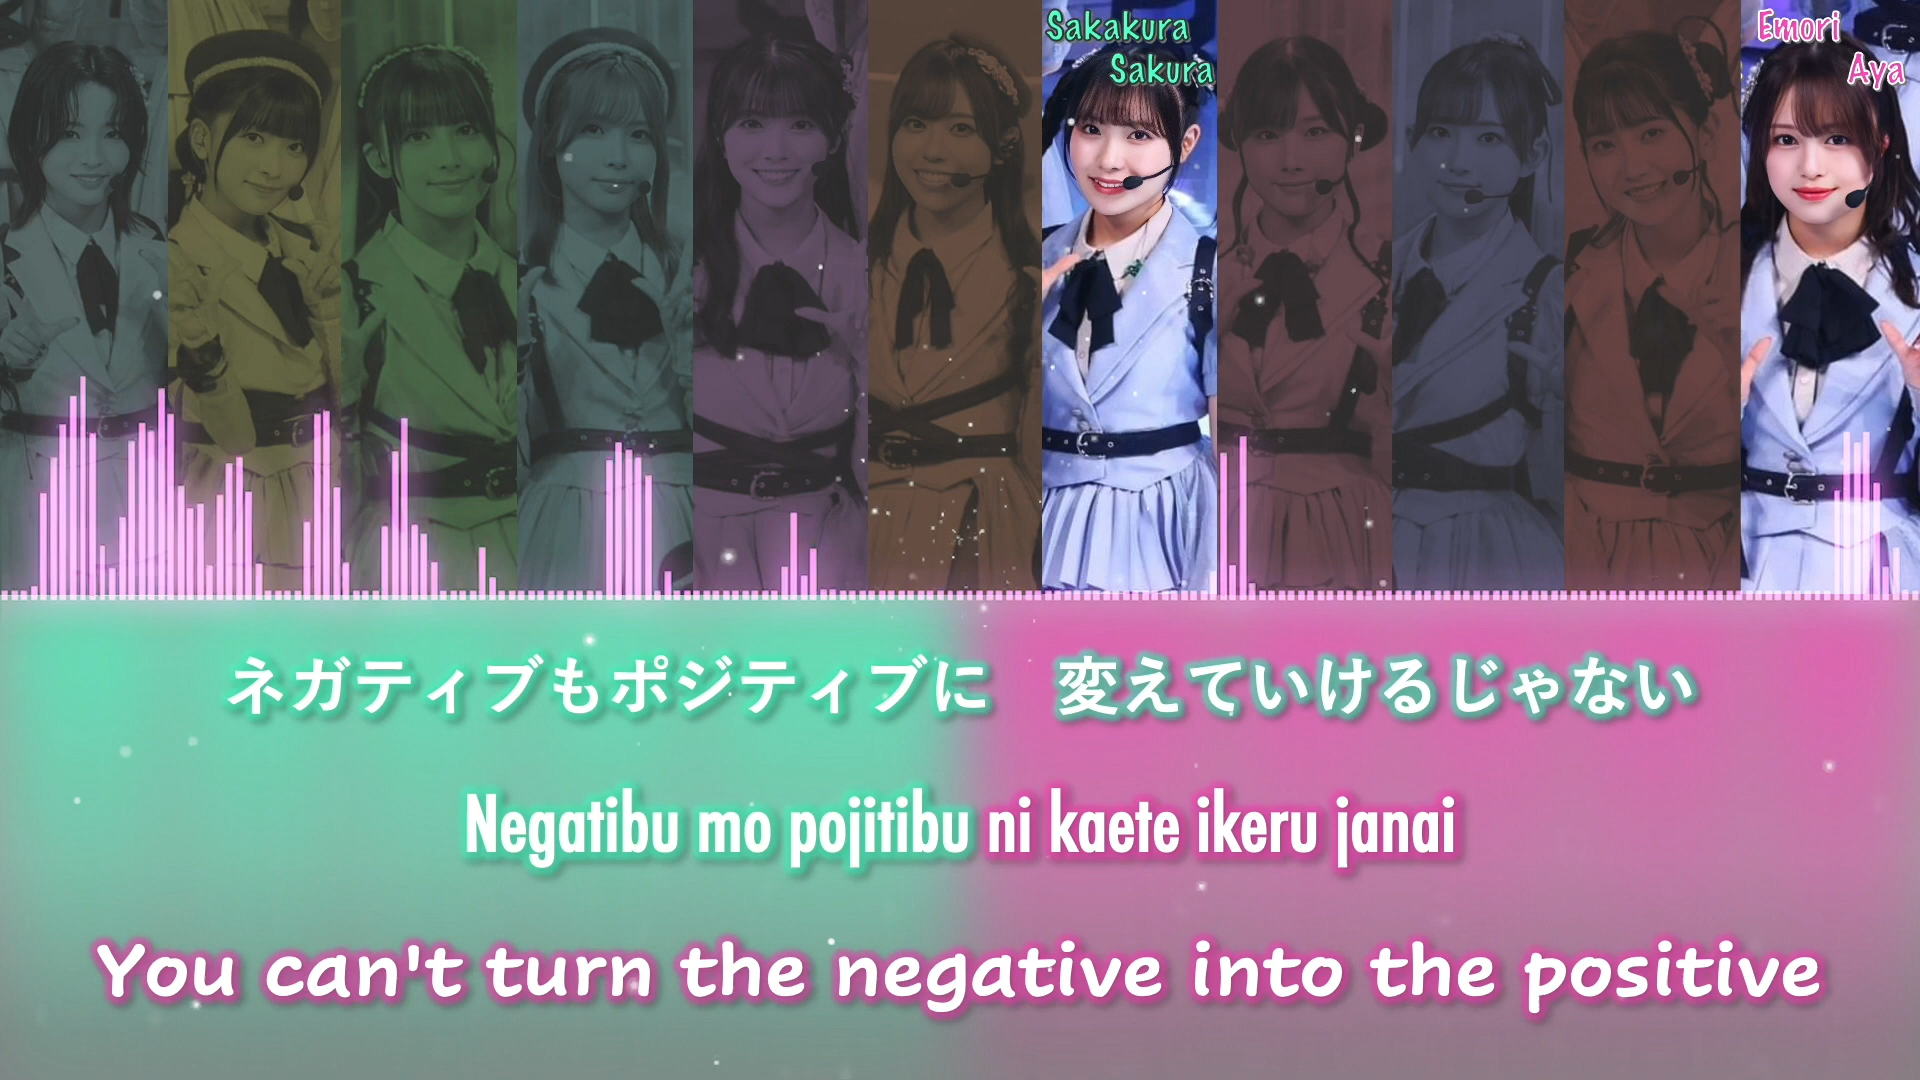 Sakakura
Sakura
Emori
Aya
ネガティブもポジティブに　変えていけるじゃない
Negatibu mo pojitibu ni kaete ikeru janai
You can't turn the negative into the positive